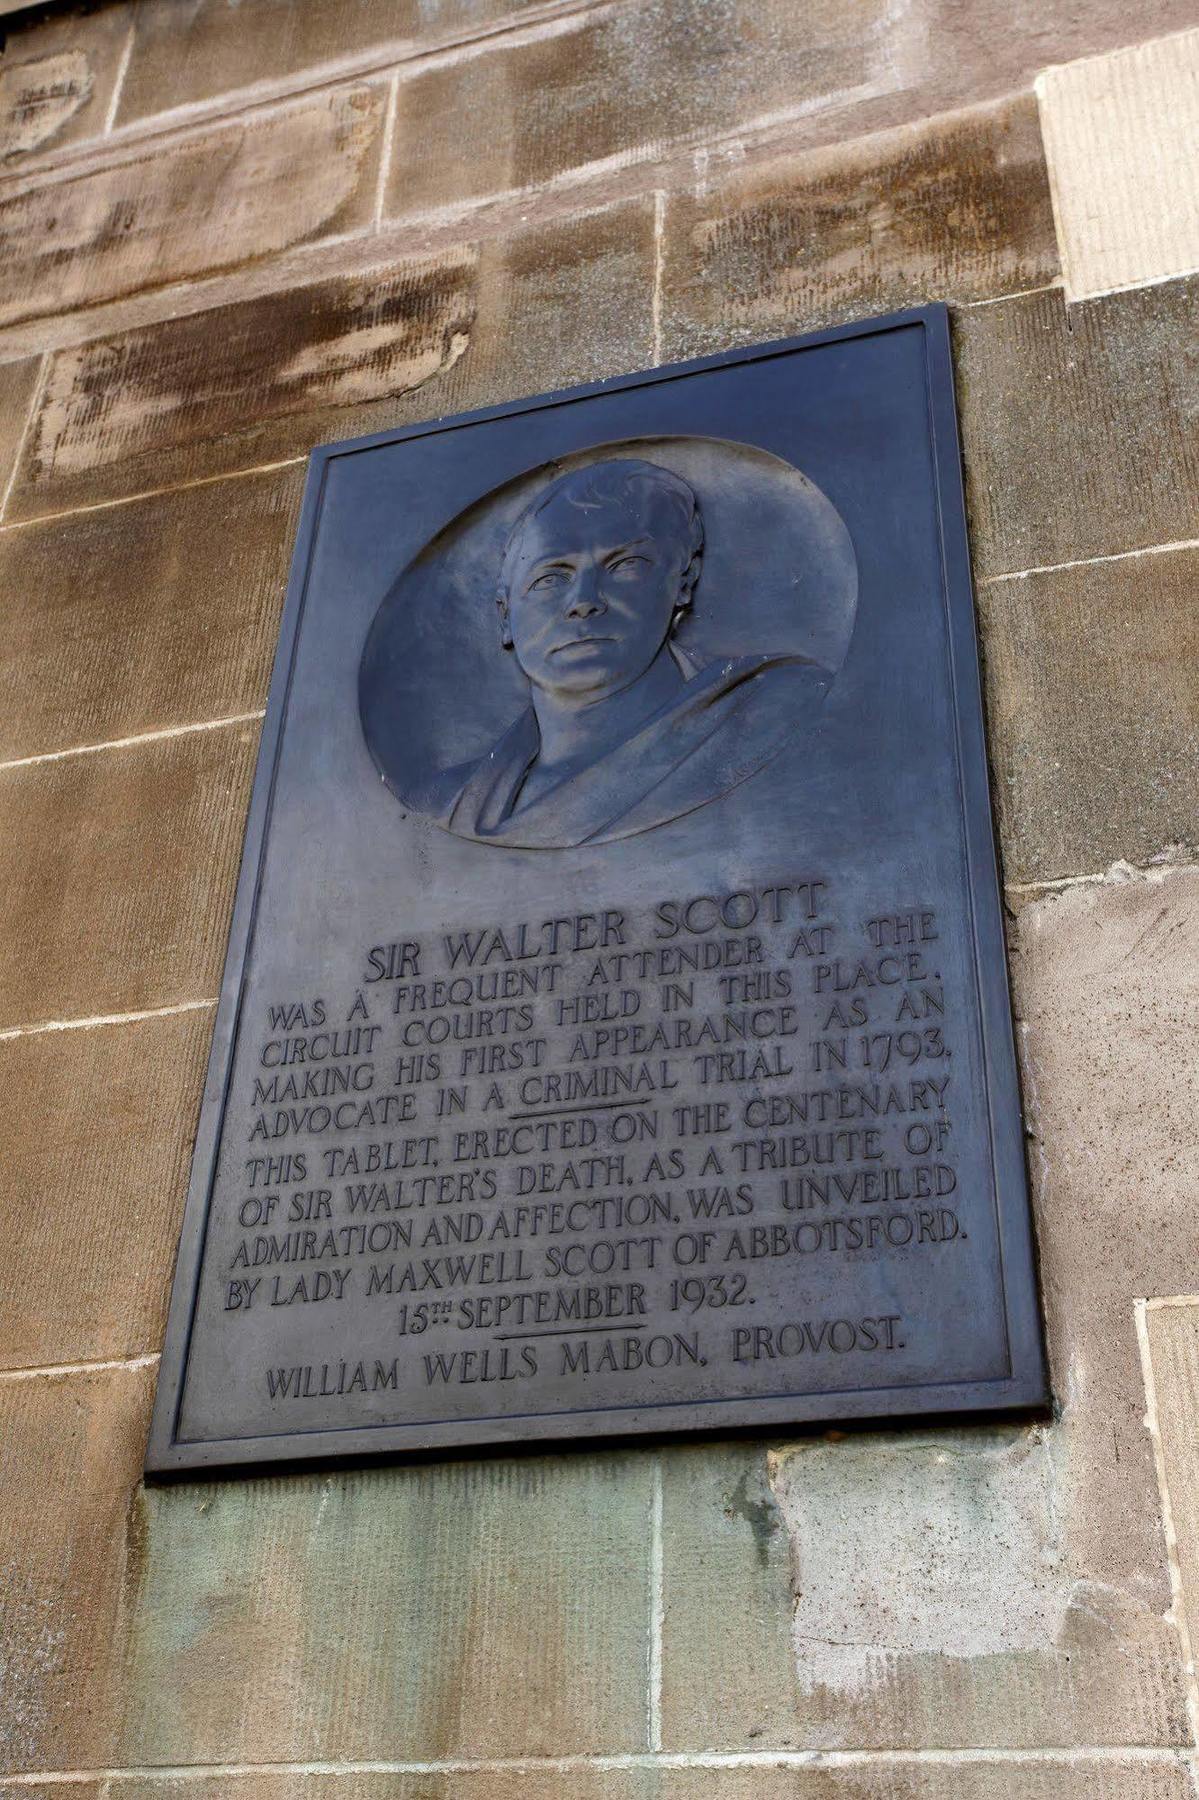 SIR WALTER SCOTT
WAS A FREQUENT ATTENDER AT THE
CIRCUIT COURTS HELD IN THIS PLACE,
MAKING HIS FIRST APPEARANCE AS AN
ADVOCATE IN A CRIMINAL TRIAL IN 1793.
THIS TABLET, ERECTED ON THE CENTENARY
OF SIR WALTER'S DEATH, AS A TRIBUTE OF
ADMIRATION AND AFFECTION, WAS UNVEILED
BY LADY MAXWELL SCOTT OF ABBOTSFORD.
15TH SEPTEMBER 1932.
WILLIAM WELLS MABON, PROVOST.